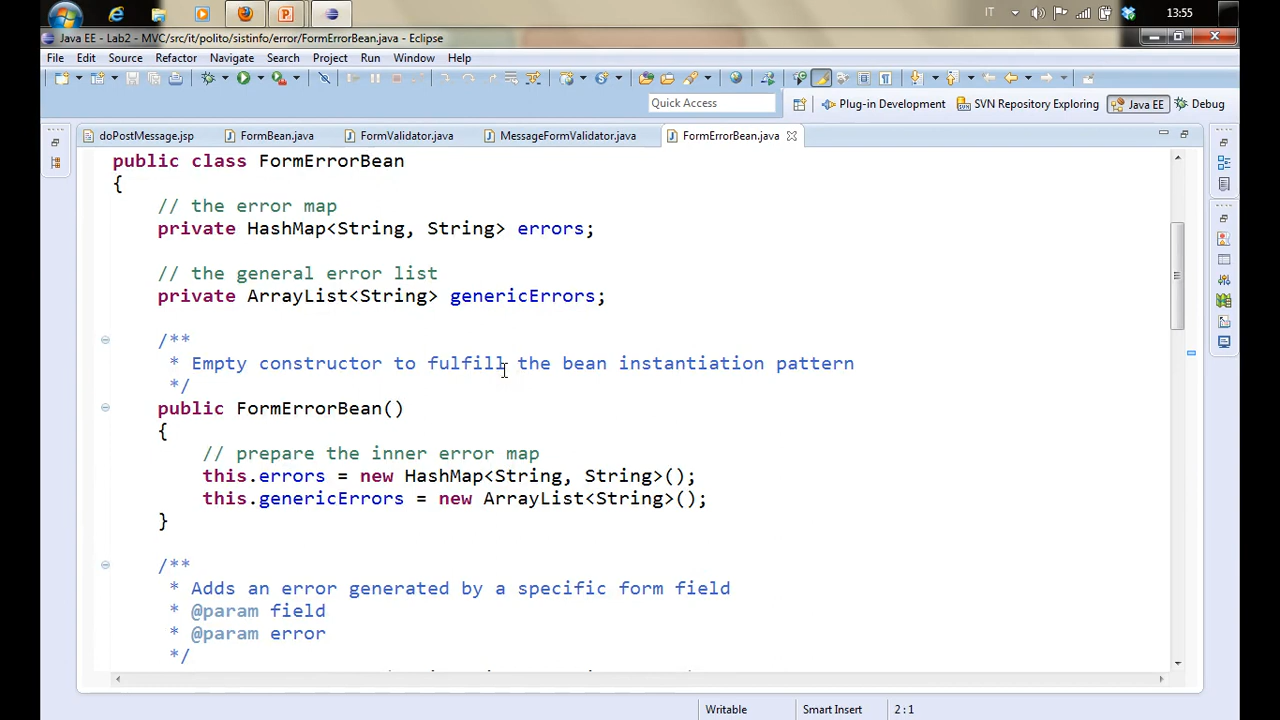 IT
13:55
Java EE - Lab2 - MVC/src/it/polito/sistinfo/error/FormErrorBean.java - Eclipse
File Edit Source Refactor Navigate Search Project Run Window Help
Quick Access
Plug-in Development SVN Repository Exploring Java EE Debug
doPostMessage.jsp FormBean.java FormValidator.java MessageFormValidator.java FormErrorBean.java
public class FormErrorBean
{
// the error map
private HashMap<String, String> errors;
// the general error list
private ArrayList<String> genericErrors;
/**
* Empty constructor to fulfill the bean instantiation pattern
*/
public FormErrorBean()
{
// prepare the inner error map
this.errors = new HashMap<String, String>();
this.genericErrors = new ArrayList<String>();
}
/**
* Adds an error generated by a specific form field
* @param field
* @param error
*/
Writable Smart Insert 2 : 1